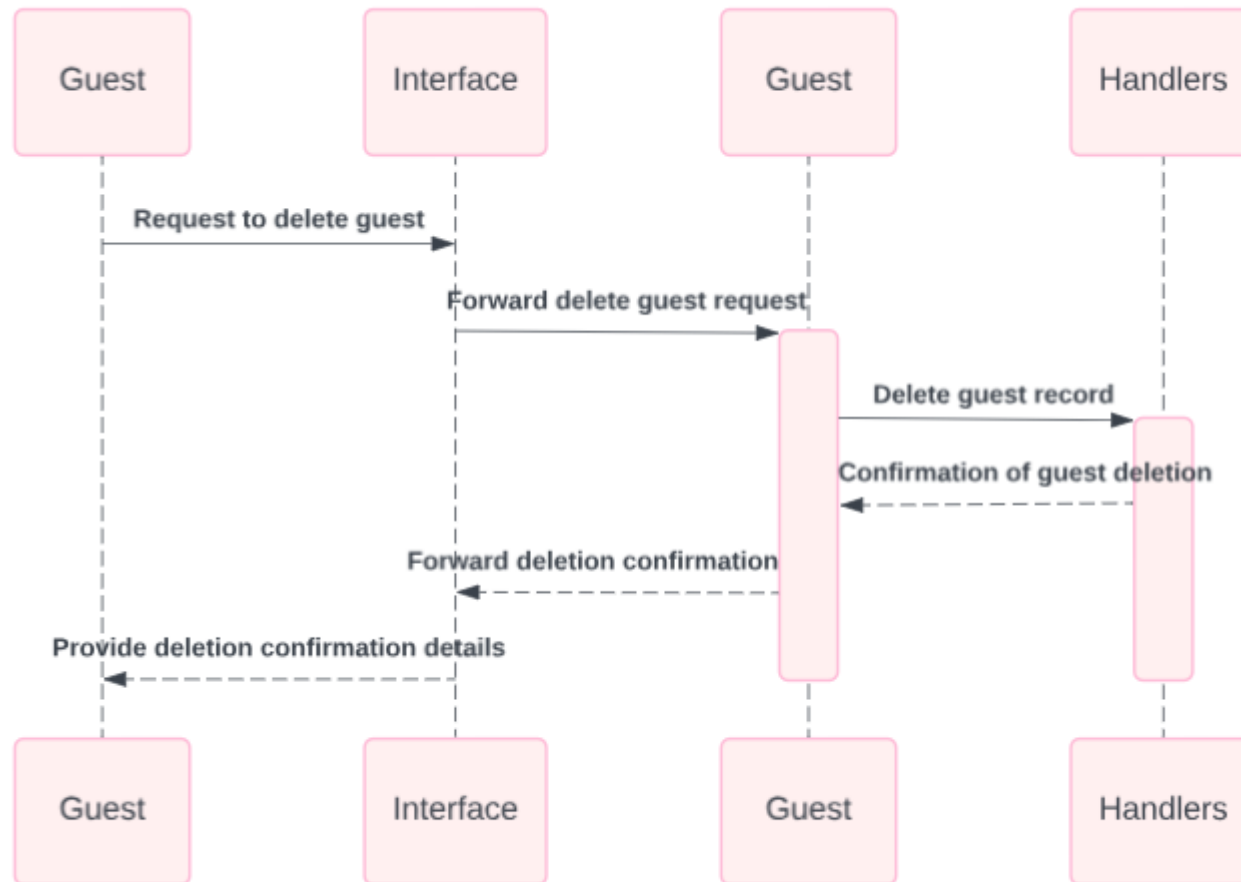 Guest
Interface
Guest
Handlers
Request to delete guest
Forward delete guest request
Delete guest record
Confirmation of guest deletion
Forward deletion confirmation
Provide deletion confirmation details
Guest
Interface
Guest
Handlers